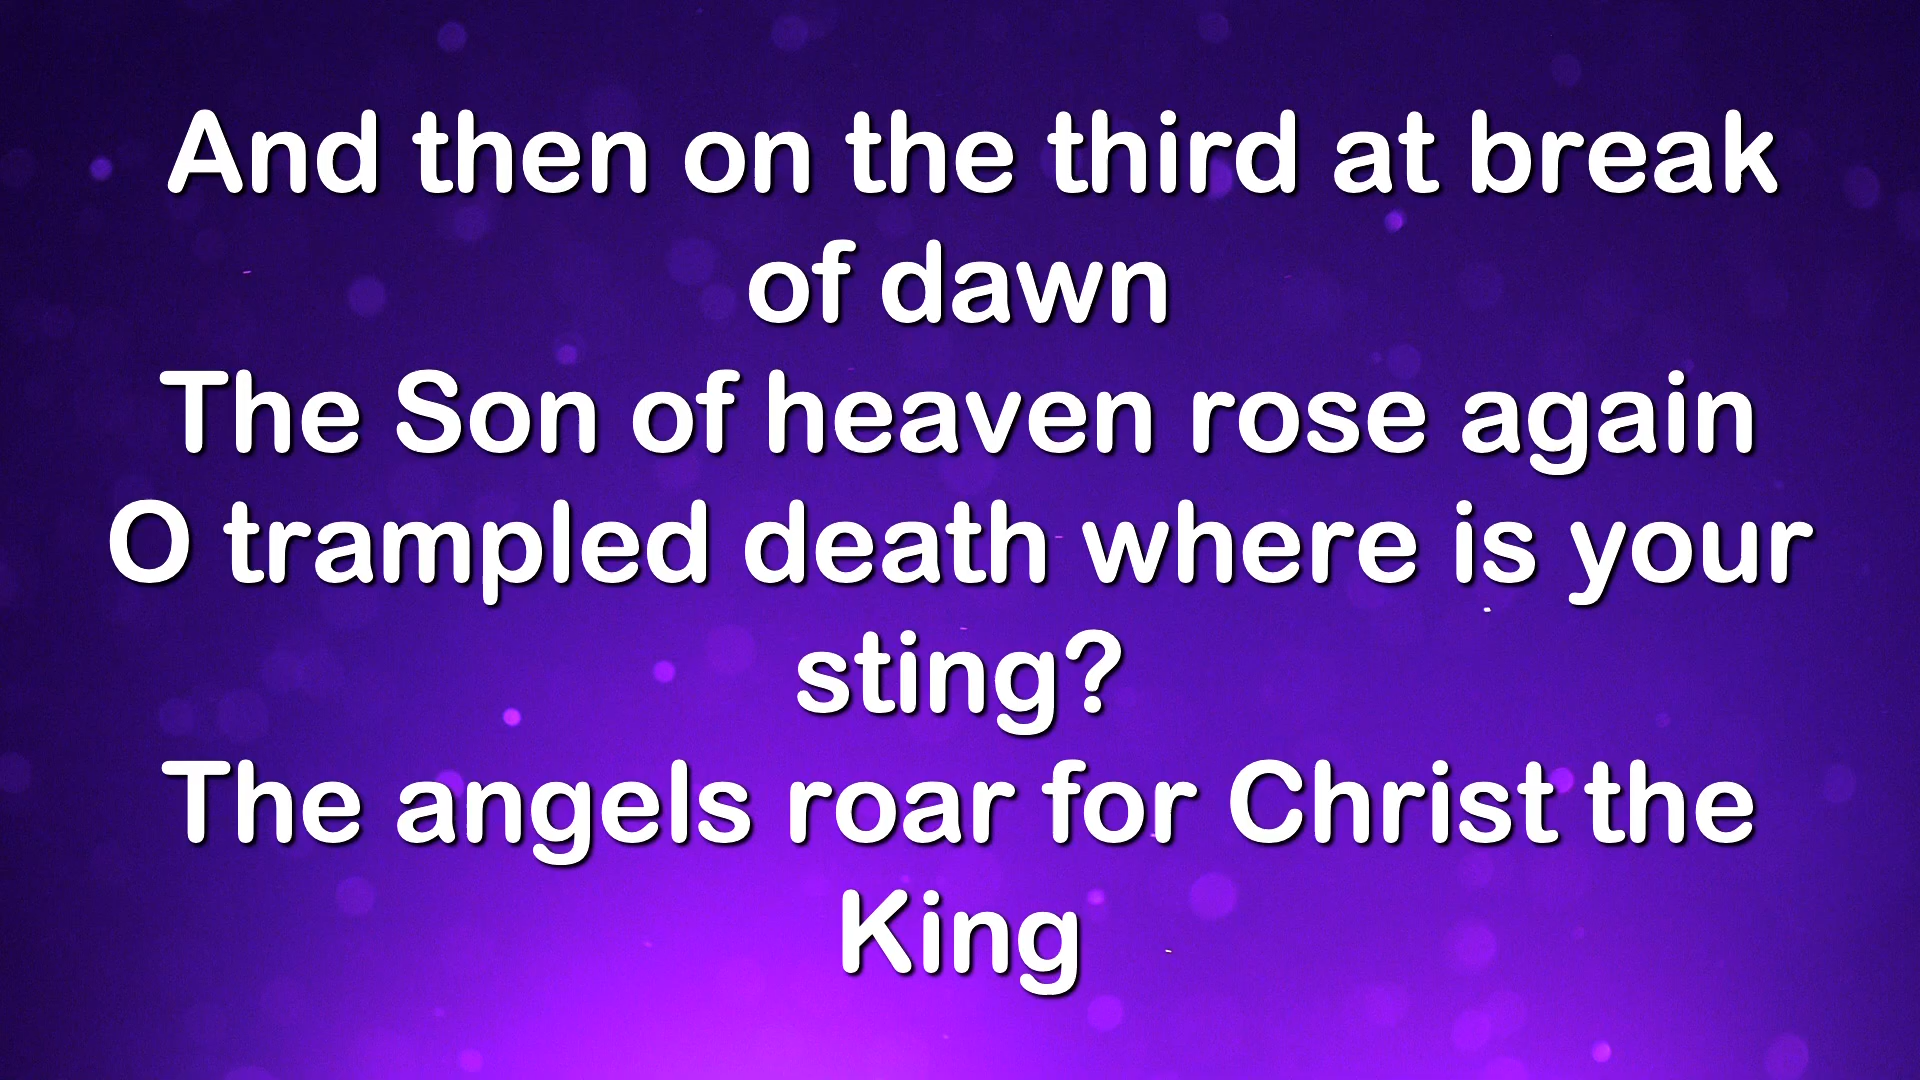 And then on the third at break
of dawn
The Son of heaven rose again
O trampled death where is your
sting?
The angels roar for Christ the
King